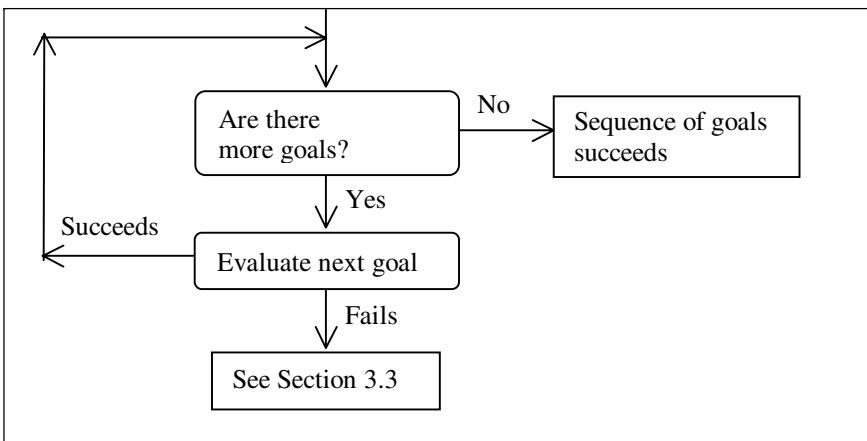 Are there
more goals?
No
Sequence of goals
succeeds
Yes
Succeeds
Evaluate next goal
Fails
See Section 3.3